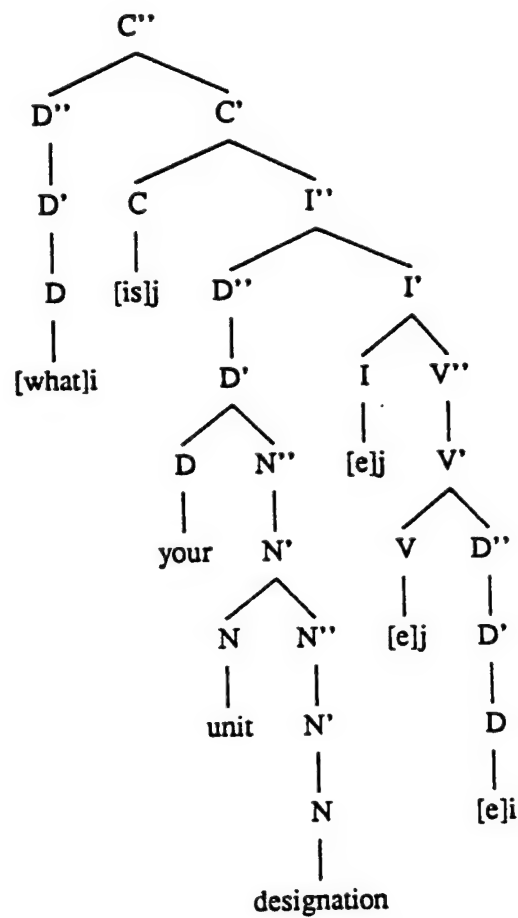 C''
D'' C'
D' C I''
D [is]j D'' I'
[what]i D' I V''
D N'' [e]j V'
your N' V D''
N N'' [e]j D'
unit N' D
N [e]i
designation